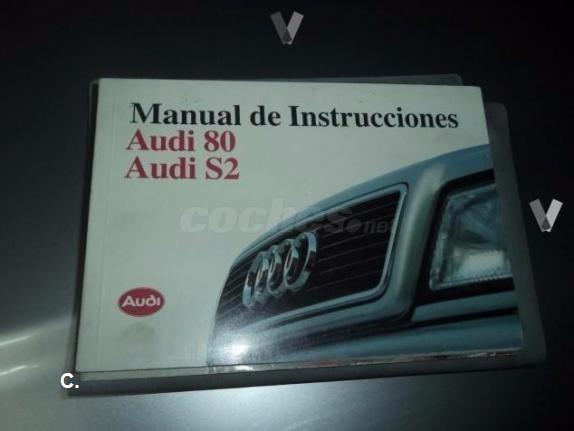 Manual de Instrucciones
Audi 80
Audi S2
coches.net
Audi
C.